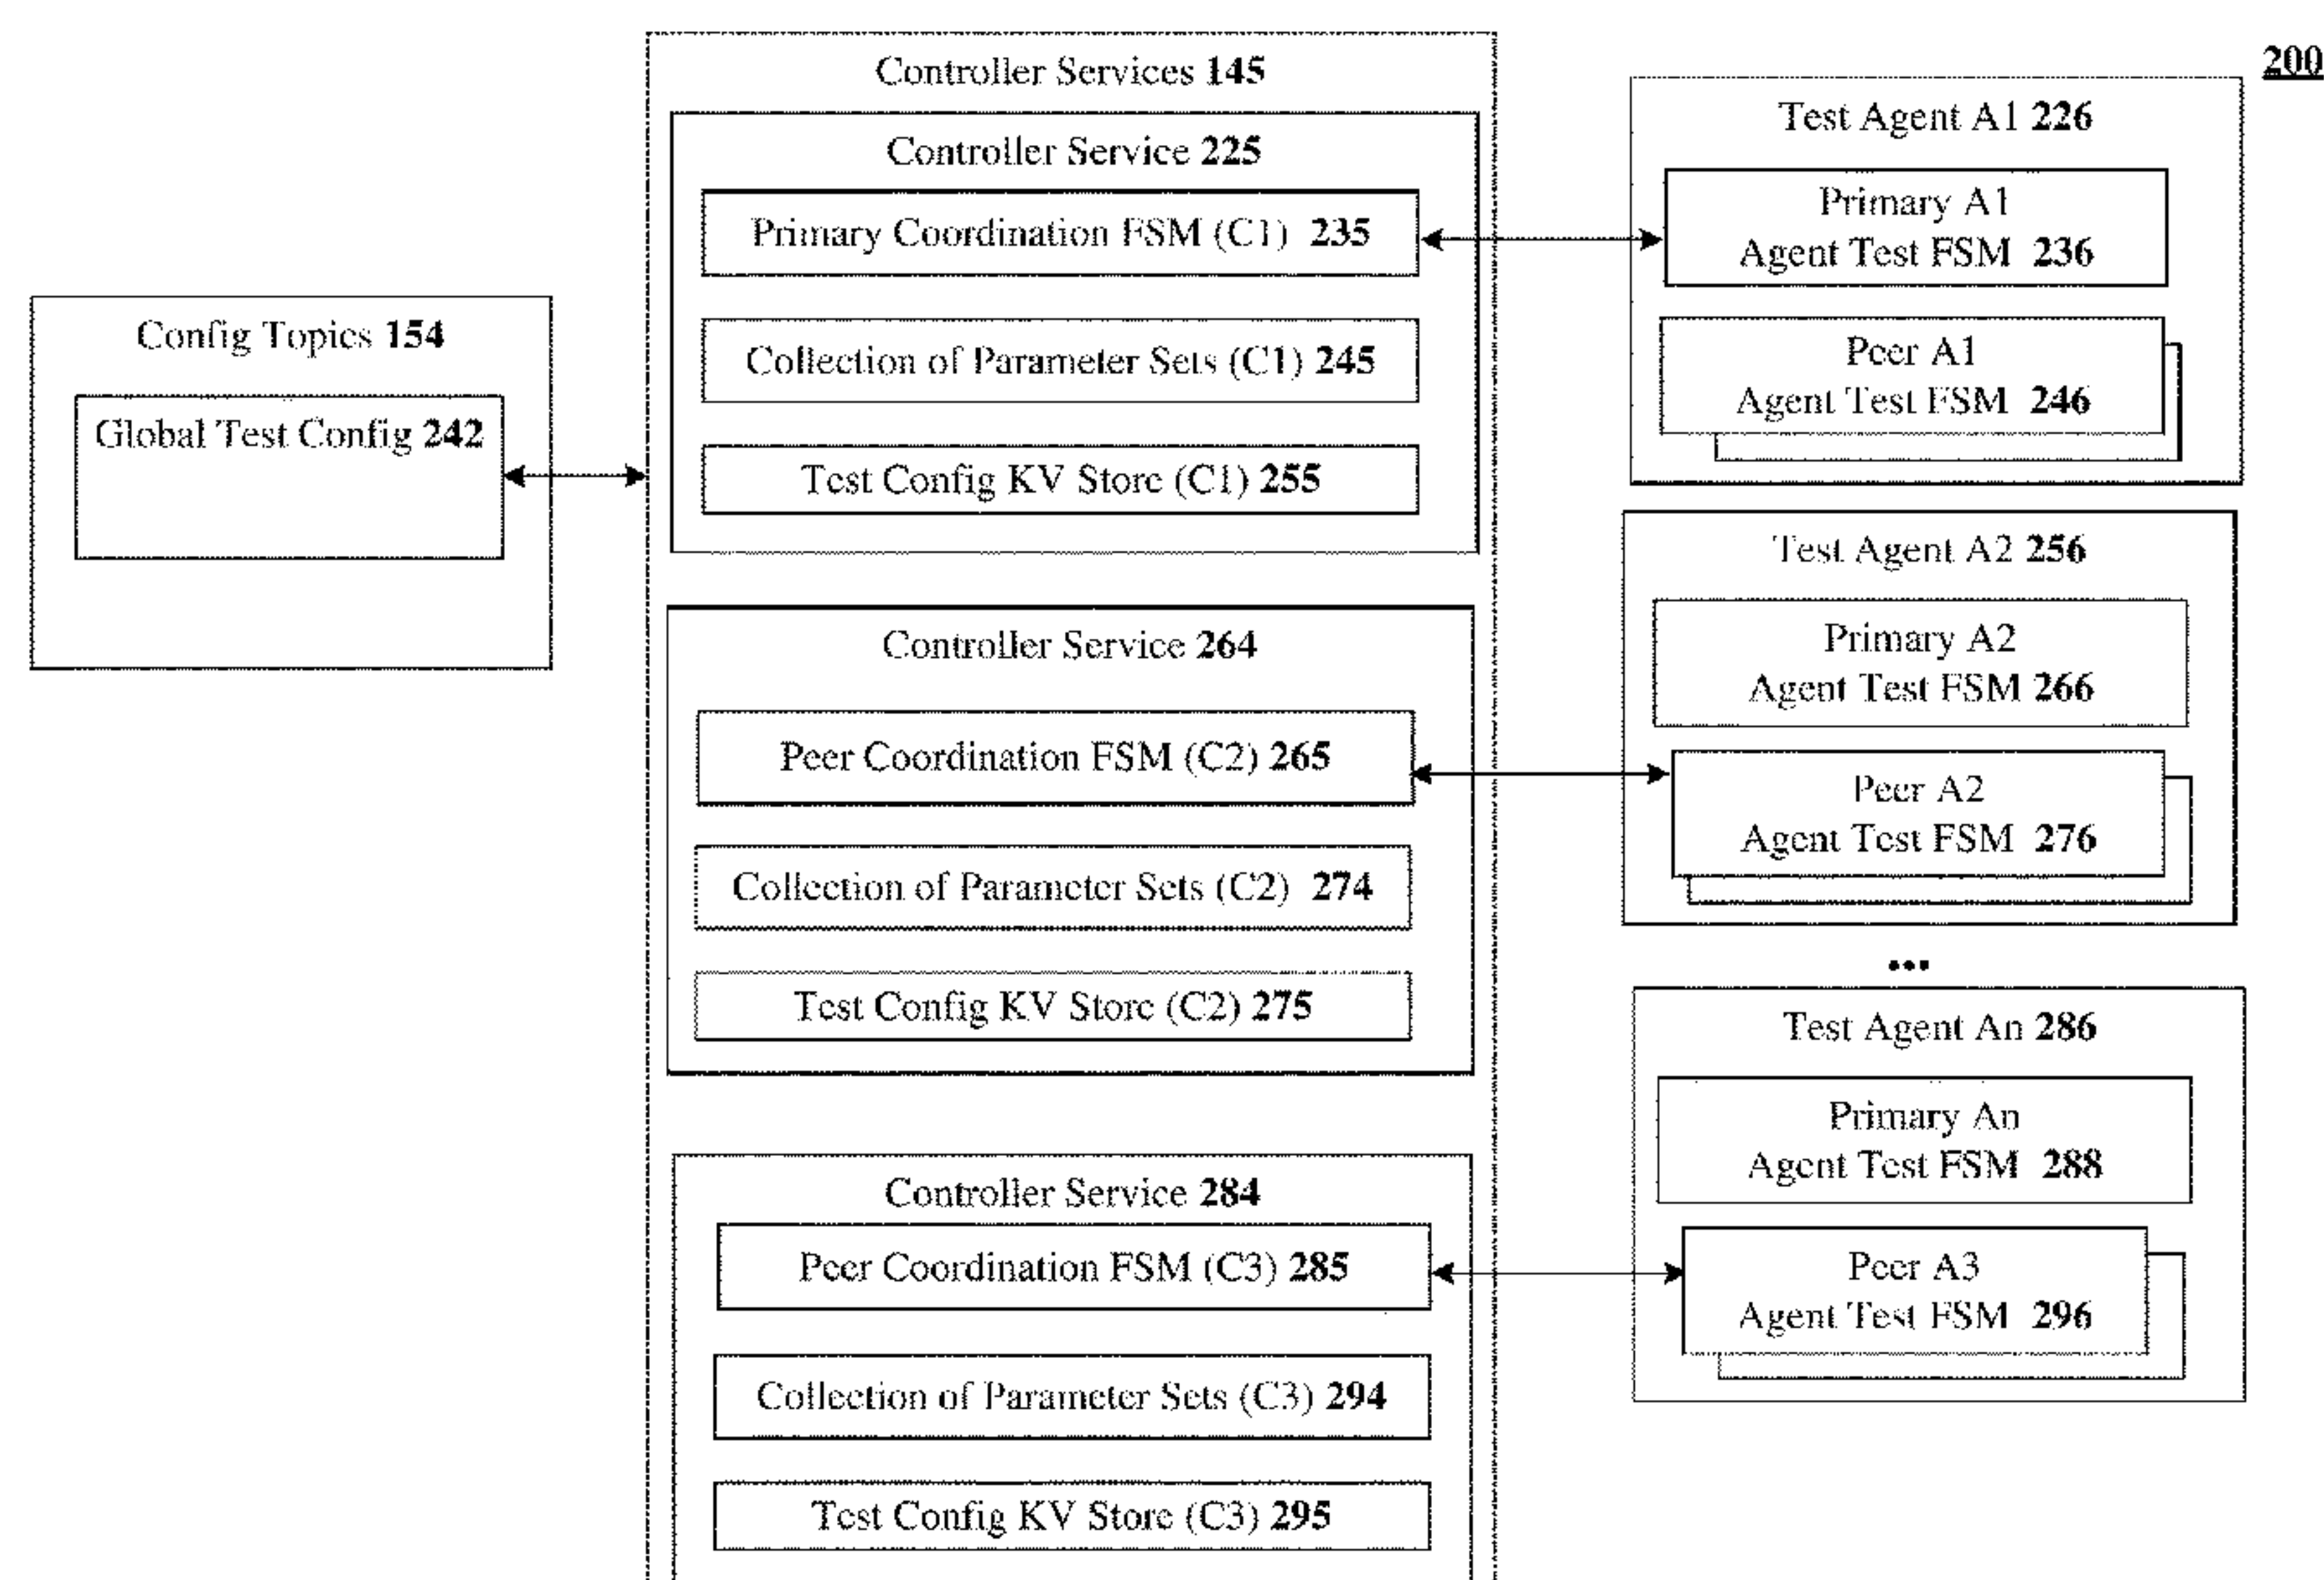 200
Config Topics 154
Global Test Config 242
Controller Services 145
Controller Service 225
Primary Coordination FSM (C1) 235
Collection of Parameter Sets (C1) 245
Test Config KV Store (C1) 255
Controller Service 264
Peer Coordination FSM (C2) 265
Collection of Parameter Sets (C2) 274
Test Config KV Store (C2) 275
Controller Service 284
Peer Coordination FSM (C3) 285
Collection of Parameter Sets (C3) 294
Test Config KV Store (C3) 295
Test Agent A1 226
Primary A1
Agent Test FSM 236
Peer A1
Agent Test FSM 246
Test Agent A2 256
Primary A2
Agent Test FSM 266
Peer A2
Agent Test FSM 276
...
Test Agent An 286
Primary An
Agent Test FSM 288
Peer A3
Agent Test FSM 296